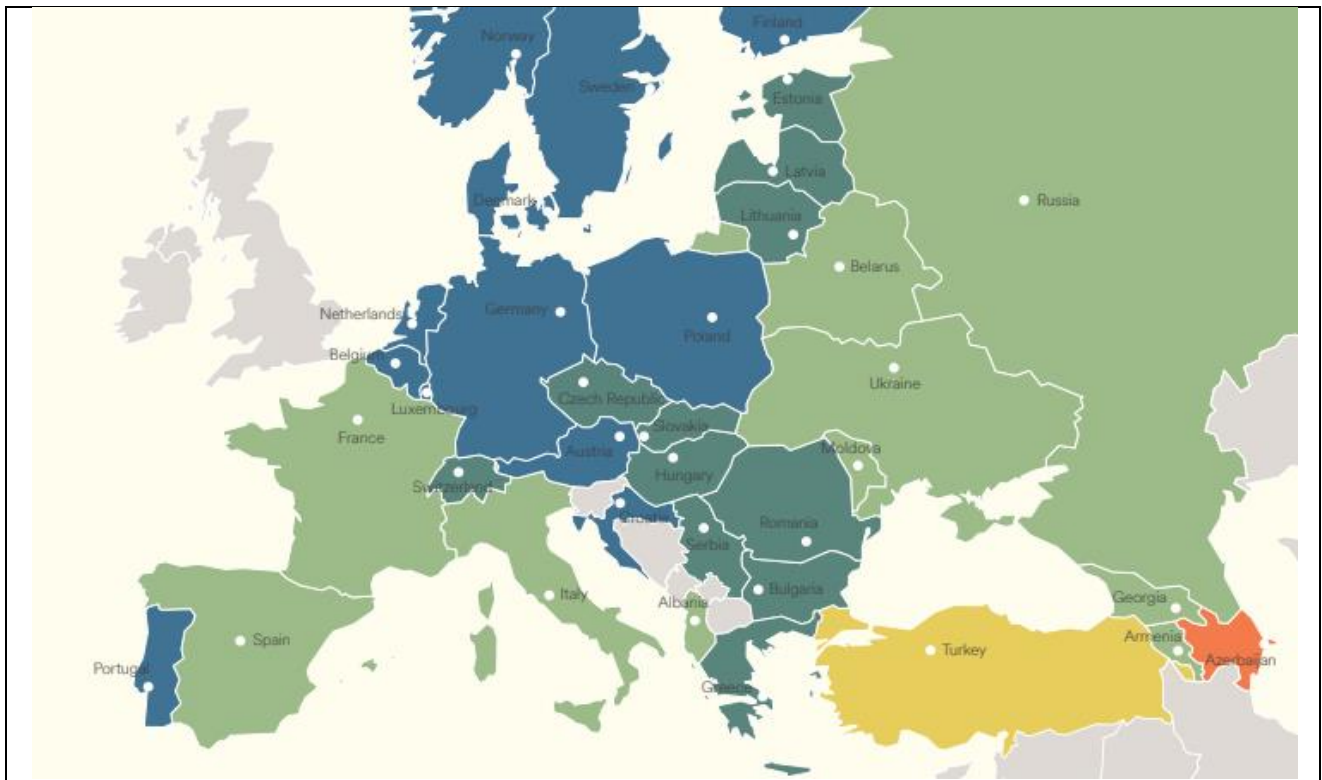 Finland
Norway
Sweden
Estonia
Latvia
Denmark
Russia
Lithuania
Belarus
Netherlands
Germany
Poland
Belgium
Ukraine
Czech Republic
Luxembourg
Slovakia
France
Austria
Moldova
Hungary
Switzerland
Croatia
Romania
Serbia
Bulgaria
Italy
Georgia
Albania
Armenia
Spain
Turkey
Azerbaijan
Portugal
Greece